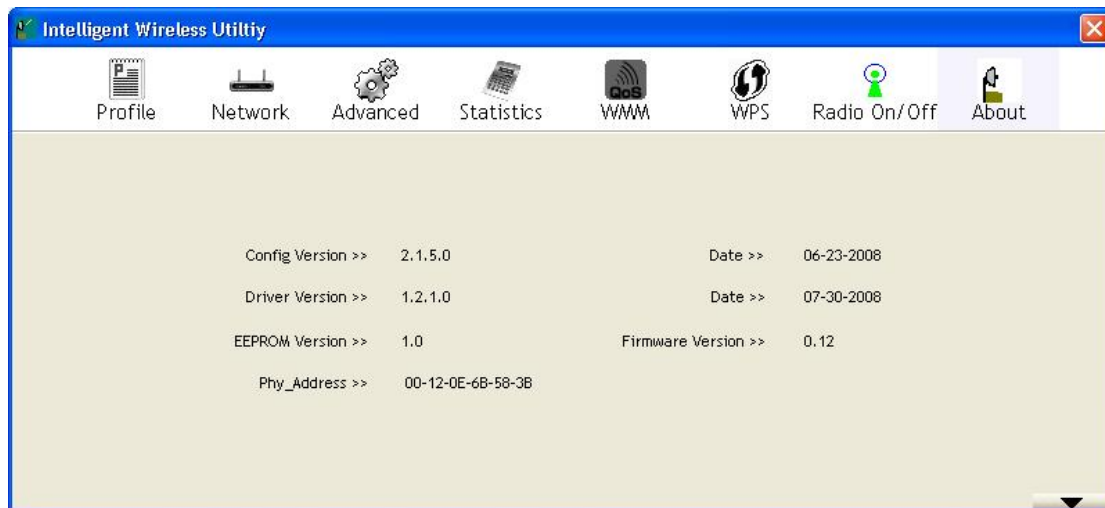 Intelligent Wireless Utiltiy
Profile Network Advanced Statistics QoS WMM WPS Radio On/Off About
Config Version >> 2.1.5.0 Date >> 06-23-2008
Driver Version >> 1.2.1.0 Date >> 07-30-2008
EEPROM Version >> 1.0 Firmware Version >> 0.12
Phy_Address >> 00-12-0E-6B-58-3B